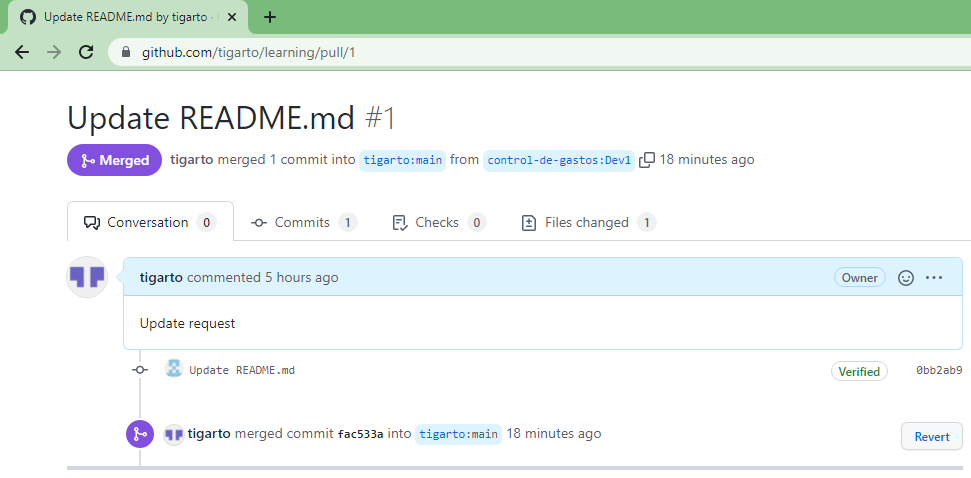 Update README.md by tigarto ·
github.com/tigarto/learning/pull/1
Update README.md #1
Merged tigarto merged 1 commit into tigarto:main from control-de-gastos:Dev1 18 minutes ago
Conversation 0 Commits 1 Checks 0 Files changed 1
tigarto commented 5 hours ago Owner
Update request
Update README.md Verified 0bb2ab9
tigarto merged commit fac533a into tigarto:main 18 minutes ago Revert